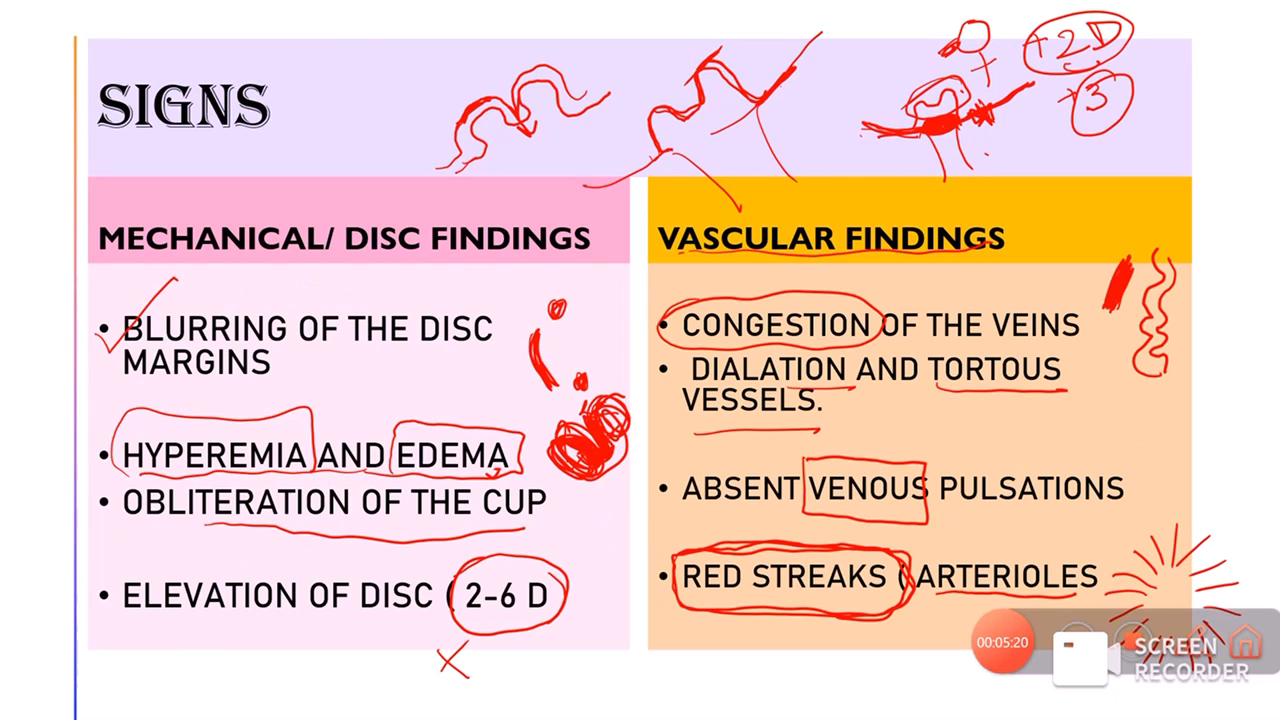 SIGNS
+2D
+3
MECHANICAL/ DISC FINDINGS
• BLURRING OF THE DISC
MARGINS
• HYPEREMIA AND EDEMA
• OBLITERATION OF THE CUP
• ELEVATION OF DISC ( 2-6 D
VASCULAR FINDINGS
• CONGESTION OF THE VEINS
• DIALATION AND TORTOUS
VESSELS.
• ABSENT VENOUS PULSATIONS
• RED STREAKS ( ARTERIOLES
00:05:20
SCREEN
RECORDER